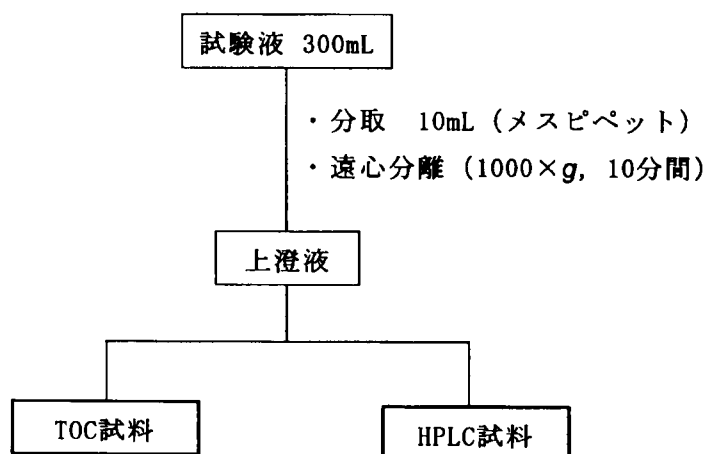 試験液 300mL
・分取 10mL (メスピペット)
・遠心分離 (1000×g, 10分間)
上澄液
TOC試料
HPLC試料